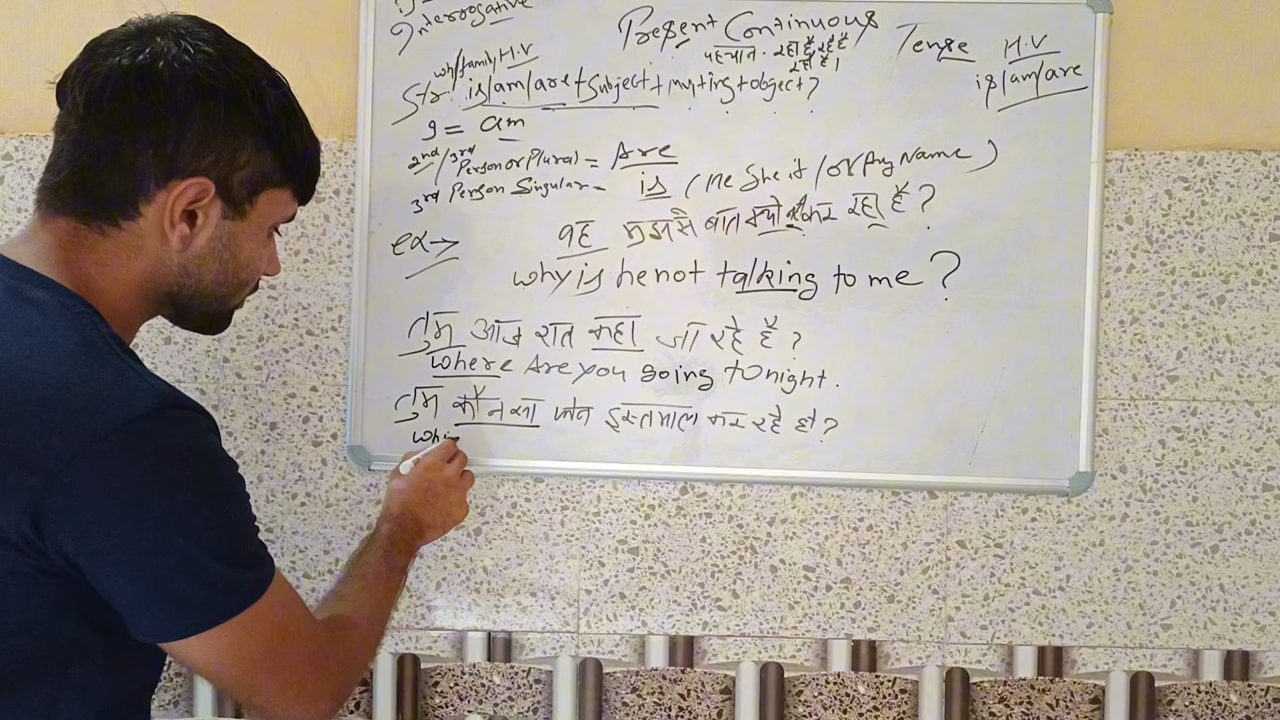 Interrogative
Present Continuous Tense H.V
पहचान - रहा है, रहे हैं
रही है।
is/am/are
wh/family, H.V
Str. is/am/are + Subject + mv + ing + object?
I = am
2nd/3rd Person or Plural = Are
3rd Person Singular = is (He She it / or Any Name)
ex → वह मुझसे बात क्यों नहीं कर रहा है?
why is he not talking to me?
तुम आज रात कहा जा रहे हैं?
where Are you going tonight.
तुम कौन सा फोन इस्तमाल कर रहे हो?
whi